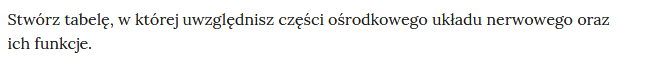 Stwórz tabelę, w której uwzględnisz części ośrodkowego układu nerwowego oraz
ich funkcje.